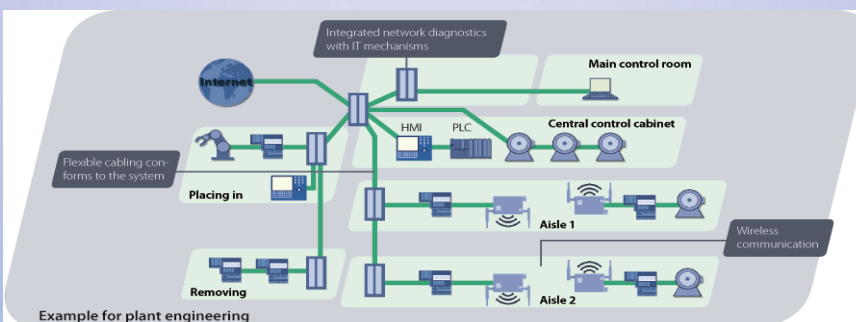 Integrated network diagnostics
with IT mechanisms
Internet
Main control room
HMI
PLC
Central control cabinet
Flexible cabling con-
forms to the system
Placing in
Aisle 1
Wireless
communication
Removing
Aisle 2
Example for plant engineering